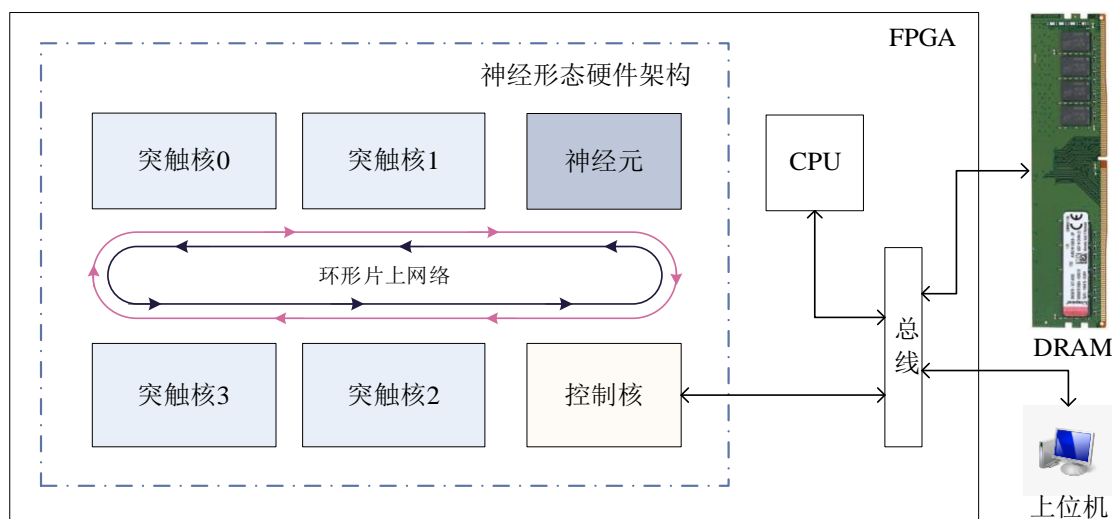 FPGA
神经形态硬件架构
突触核0
突触核1
神经元
CPU
环形片上网络
总线
DRAM
突触核3
突触核2
控制核
上位机